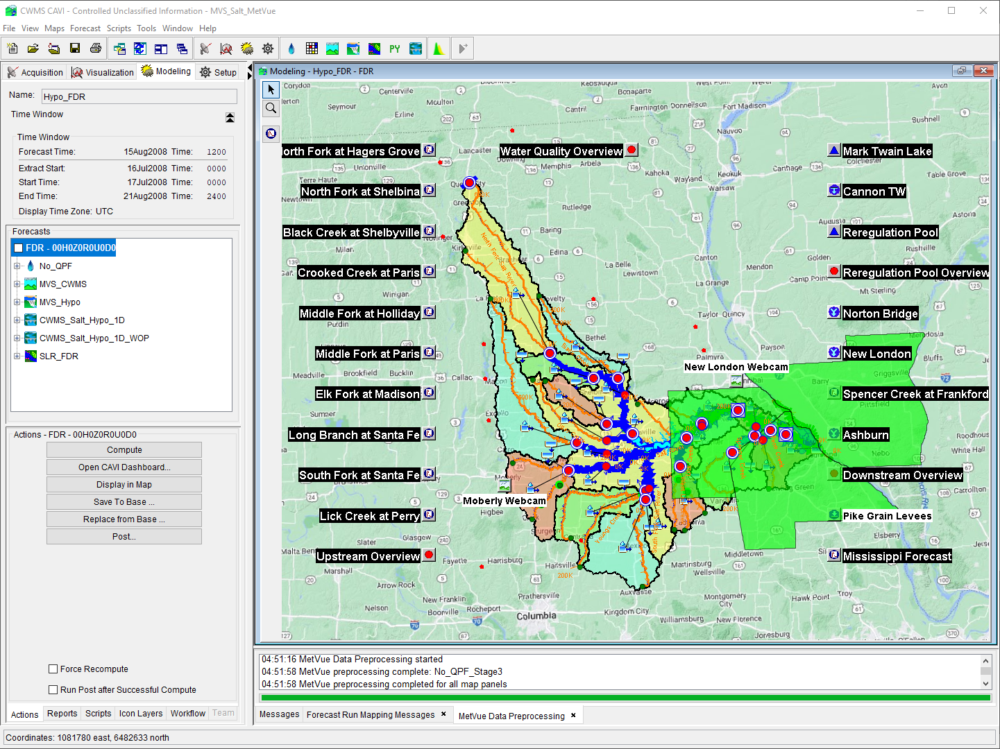 CWMS CAVI - Controlled Unclassified Information - MVS_Salt_MetVue
File View Maps Forecast Scripts Tools Window Help
PY
Acquisition Visualization Modeling Setup
Name: Hypo_FDR
Time Window
Time Window
Forecast Time: 15Aug2008 Time: 1200
Extract Start: 16Jul2008 Time: 0000
Start Time: 17Jul2008 Time: 0000
End Time: 21Aug2008 Time: 2400
Display Time Zone: UTC
Forecasts
FDR - 00H0Z0R0U0D0
No_QPF
MVS_CWMS
MVS_Hypo
CWMS_Salt_Hypo_1D
CWMS_Salt_Hypo_1D_WOP
SLR_FDR
Actions - FDR - 00H0Z0R0U0D0
Compute
Open CAVI Dashboard...
Display in Map
Save To Base ...
Replace from Base ...
Post...
Force Recompute
Run Post after Successful Compute
Actions Reports Scripts Icon Layers Workflow Team
Modeling - Hypo_FDR - FDR
orth Fork at Hagers Grove
North Fork at Shelbina
Black Creek at Shelbyville
Crooked Creek at Paris
Middle Fork at Holliday
Middle Fork at Paris
Elk Fork at Madison
Long Branch at Santa Fe
South Fork at Santa Fe
Lick Creek at Perry
Upstream Overview
Water Quality Overview
New London Webcam
Moberly Webcam
Mark Twain Lake
Cannon TW
Reregulation Pool
Reregulation Pool Overview
Norton Bridge
New London
Spencer Creek at Frankford
Ashburn
Downstream Overview
Pike Grain Levees
Mississippi Forecast
Corydon
Centerville
Moulton
Keosauqua
Bonaparte
Seymour
Exline
Cantril
Farmington
Donnellson
Fort Madison
Avon
Bushnell
Nauvoo
Lancaster
Downing
Memphis
Arbela
Kahoka
Wayland
Keokuk
Warsaw
Hamilton
Carthage
Table Grove
Unionville
Terre Haute
Newtown
Rutledge
Astoria
Baring
Milan
Canton
Mendon
Golden
Rushville
La Belle
Lewistown
La Grange
Camp Point
Mt Sterling
Winigan
Purdin
Taylor
Quincy
Payson
Palmyra
Bethel
Meadville
Brookfield
Bucklin
Callao
Bluffs
Barry
Pittsfield
Sumner
Mendon
Roodhouse
White Hall
Higbee
Slater
Glasgow
Fayette
Harrisburg
Hallsville
Malta Ben
Marshall
Arrow Rock
Nelson
New Franklin
Boonville
Rocheport
Prathersville
Columbia
Auxvasse
Kingdom City
Williamsburg
New Florence
Montgomery
City
Martinsburg
Wellsville
Middletown
Elsberry
Hawk Point
Troy
Jonesburg
200K
04:51:16 MetVue Data Preprocessing started
04:51:58 MetVue preprocessing complete: No_QPF_Stage3
04:51:58 MetVue preprocessing completed for all map panels
Messages Forecast Run Mapping Messages MetVue Data Preprocessing
Coordinates: 1081780 east, 6482633 north